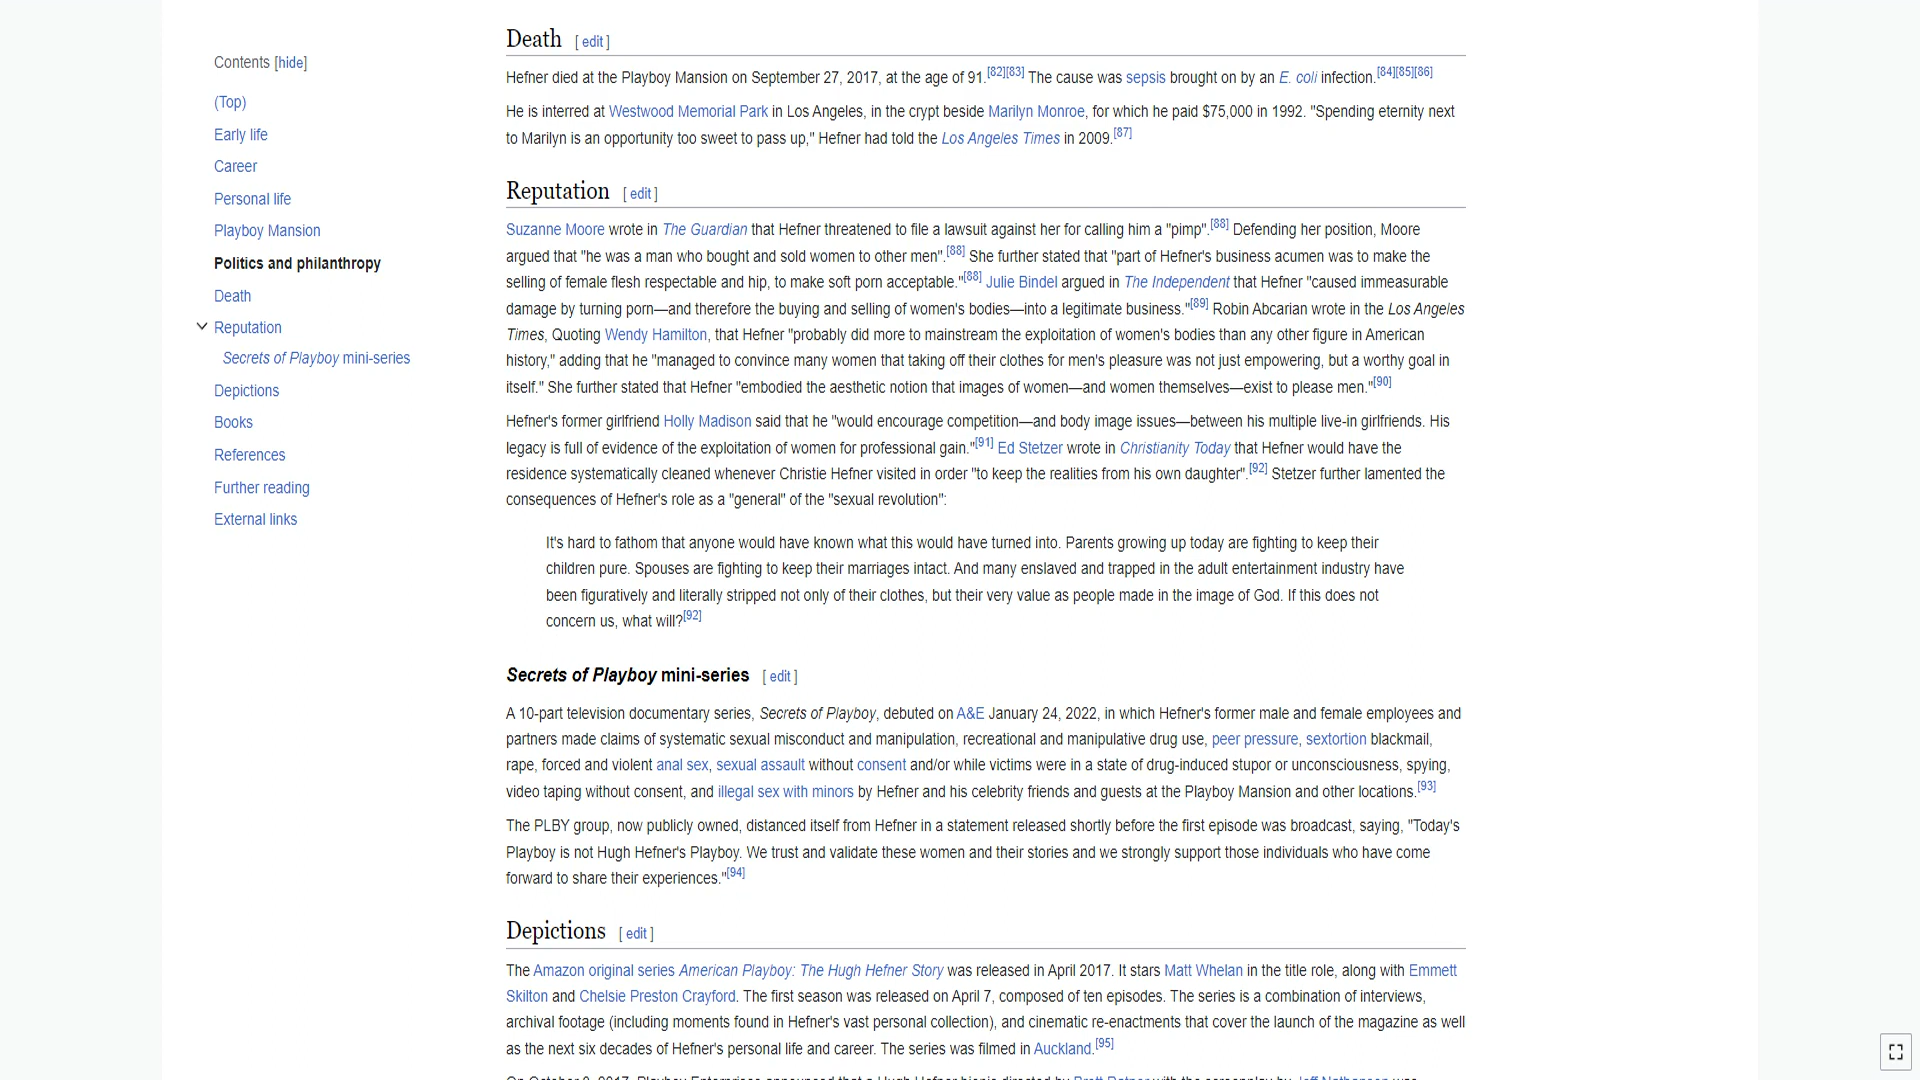 Contents [hide]
(Top)
Early life
Career
Personal life
Playboy Mansion
Politics and philanthropy
Death
Reputation
Secrets of Playboy mini-series
Depictions
Books
References
Further reading
External links
Death [ edit ]
Hefner died at the Playboy Mansion on September 27, 2017, at the age of 91.[82][83] The cause was sepsis brought on by an E. coli infection.[84][85][86]
He is interred at Westwood Memorial Park in Los Angeles, in the crypt beside Marilyn Monroe, for which he paid $75,000 in 1992. "Spending eternity next
to Marilyn is an opportunity too sweet to pass up," Hefner had told the Los Angeles Times in 2009.[87]
Reputation [ edit ]
Suzanne Moore wrote in The Guardian that Hefner threatened to file a lawsuit against her for calling him a "pimp".[88] Defending her position, Moore
argued that "he was a man who bought and sold women to other men".[88] She further stated that "part of Hefner's business acumen was to make the
selling of female flesh respectable and hip, to make soft porn acceptable."[88] Julie Bindel argued in The Independent that Hefner "caused immeasurable
damage by turning porn—and therefore the buying and selling of women's bodies—into a legitimate business."[89] Robin Abcarian wrote in the Los Angeles
Times, Quoting Wendy Hamilton, that Hefner "probably did more to mainstream the exploitation of women's bodies than any other figure in American
history," adding that he "managed to convince many women that taking off their clothes for men's pleasure was not just empowering, but a worthy goal in
itself." She further stated that Hefner "embodied the aesthetic notion that images of women—and women themselves—exist to please men."[90]
Hefner's former girlfriend Holly Madison said that he "would encourage competition—and body image issues—between his multiple live-in girlfriends. His
legacy is full of evidence of the exploitation of women for professional gain."[91] Ed Stetzer wrote in Christianity Today that Hefner would have the
residence systematically cleaned whenever Christie Hefner visited in order "to keep the realities from his own daughter".[92] Stetzer further lamented the
consequences of Hefner's role as a "general" of the "sexual revolution":
It's hard to fathom that anyone would have known what this would have turned into. Parents growing up today are fighting to keep their
children pure. Spouses are fighting to keep their marriages intact. And many enslaved and trapped in the adult entertainment industry have
been figuratively and literally stripped not only of their clothes, but their very value as people made in the image of God. If this does not
concern us, what will?[92]
Secrets of Playboy mini-series [ edit ]
A 10-part television documentary series, Secrets of Playboy, debuted on A&E January 24, 2022, in which Hefner's former male and female employees and
partners made claims of systematic sexual misconduct and manipulation, recreational and manipulative drug use, peer pressure, sextortion blackmail,
rape, forced and violent anal sex, sexual assault without consent and/or while victims were in a state of drug-induced stupor or unconsciousness, spying,
video taping without consent, and illegal sex with minors by Hefner and his celebrity friends and guests at the Playboy Mansion and other locations.[93]
The PLBY group, now publicly owned, distanced itself from Hefner in a statement released shortly before the first episode was broadcast, saying, "Today's
Playboy is not Hugh Hefner's Playboy. We trust and validate these women and their stories and we strongly support those individuals who have come
forward to share their experiences."[94]
Depictions [ edit ]
The Amazon original series American Playboy: The Hugh Hefner Story was released in April 2017. It stars Matt Whelan in the title role, along with Emmett
Skilton and Chelsie Preston Crayford. The first season was released on April 7, composed of ten episodes. The series is a combination of interviews,
archival footage (including moments found in Hefner's vast personal collection), and cinematic re-enactments that cover the launch of the magazine as well
as the next six decades of Hefner's personal life and career. The series was filmed in Auckland.[95]